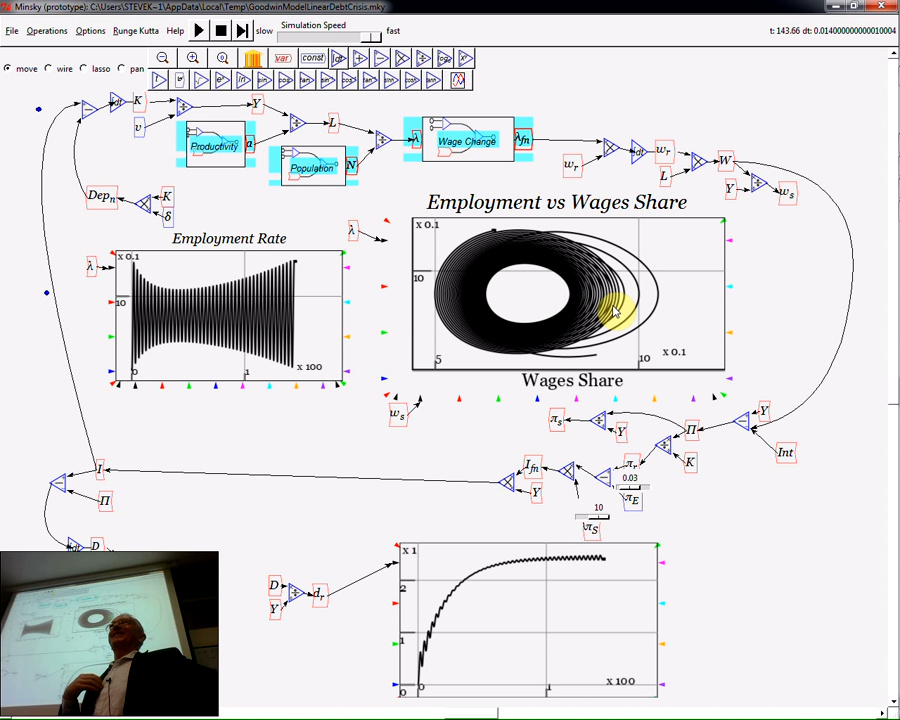 Minsky (prototype): C:\Users\STEVEK~1\AppData\Local\Temp\GoodwinModelLinearDebtCrisis.mky
File Operations Options Runge Kutta Help
slow
Simulation Speed
fast
t: 143.66 dt: 0.01400000000000010004
var const
move wire lasso pan
K
Y
v
L
Productivity
a
Population
N
λ
Wage Change
λfn
wr
wr
W
L
Y
ws
Depn
K
δ
Employment vs Wages Share
Employment Rate
λ
λ
x 0.1
10
0
1
x 100
x 0.1
10
5
10
x 0.1
Wages Share
ws
πs
Y
Π
Y
Int
K
πr
0.03
πE
Ifn
Y
10
πS
I
Π
D
D
Y
dr
x 1
2
1
0
0
1
x 100